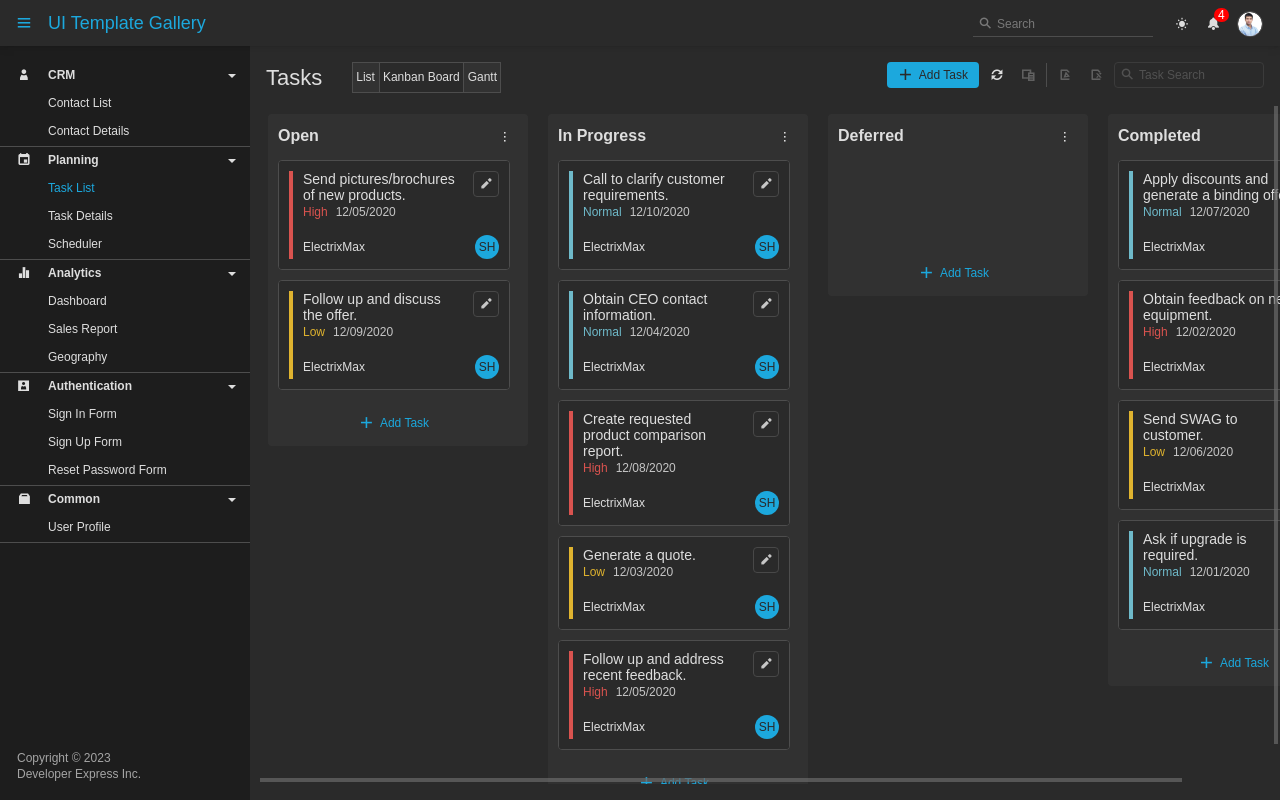 UI Template Gallery
Search
4
CRM
Contact List
Contact Details
Planning
Task List
Task Details
Scheduler
Analytics
Dashboard
Sales Report
Geography
Authentication
Sign In Form
Sign Up Form
Reset Password Form
Common
User Profile
Copyright © 2023
Developer Express Inc.
Tasks
List Kanban Board Gantt
Add Task
Task Search
Open
Send pictures/brochures
of new products.
High 12/05/2020
ElectrixMax SH
Follow up and discuss
the offer.
Low 12/09/2020
ElectrixMax SH
Add Task
In Progress
Call to clarify customer
requirements.
Normal 12/10/2020
ElectrixMax SH
Obtain CEO contact
information.
Normal 12/04/2020
ElectrixMax SH
Create requested
product comparison
report.
High 12/08/2020
ElectrixMax SH
Generate a quote.
Low 12/03/2020
ElectrixMax SH
Follow up and address
recent feedback.
High 12/05/2020
ElectrixMax SH
Add Task
Deferred
Add Task
Completed
Apply discounts and
generate a binding
Normal 12/07/2020
ElectrixMax
Obtain feedback on
equipment.
High 12/02/2020
ElectrixMax
Send SWAG to
customer.
Low 12/06/2020
ElectrixMax
Ask if upgrade is
required.
Normal 12/01/2020
ElectrixMax
Add Task